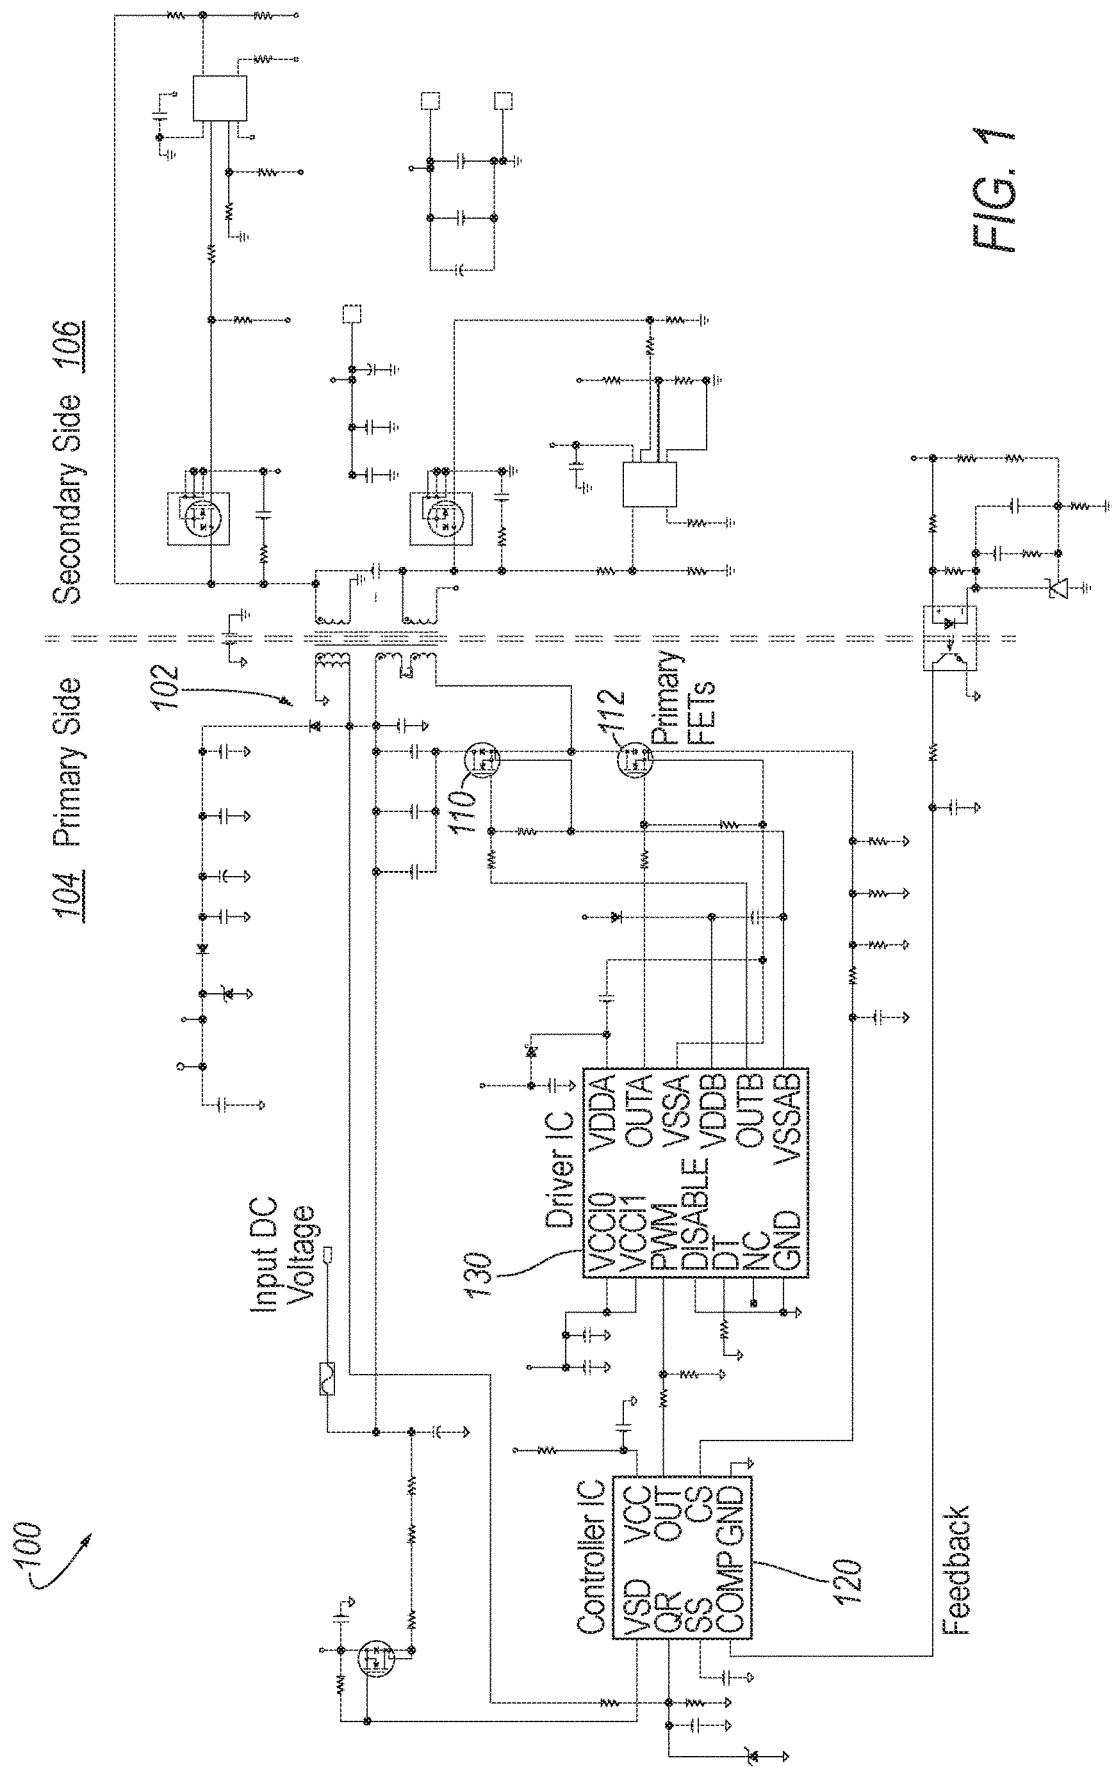 100
104 Primary Side
Secondary Side 106
102
Input DC
Voltage
110
112
Primary
FETs
Driver IC
130
VCCI0
VCCI1
PWM
DISABLE
DT
NC
GND
VDDA
OUTA
VSSA
VDDB
OUTB
VSSAB
Controller IC
VSD
QR
SS
COMP
VCC
OUT
CS
GND
120
Feedback
FIG. 1